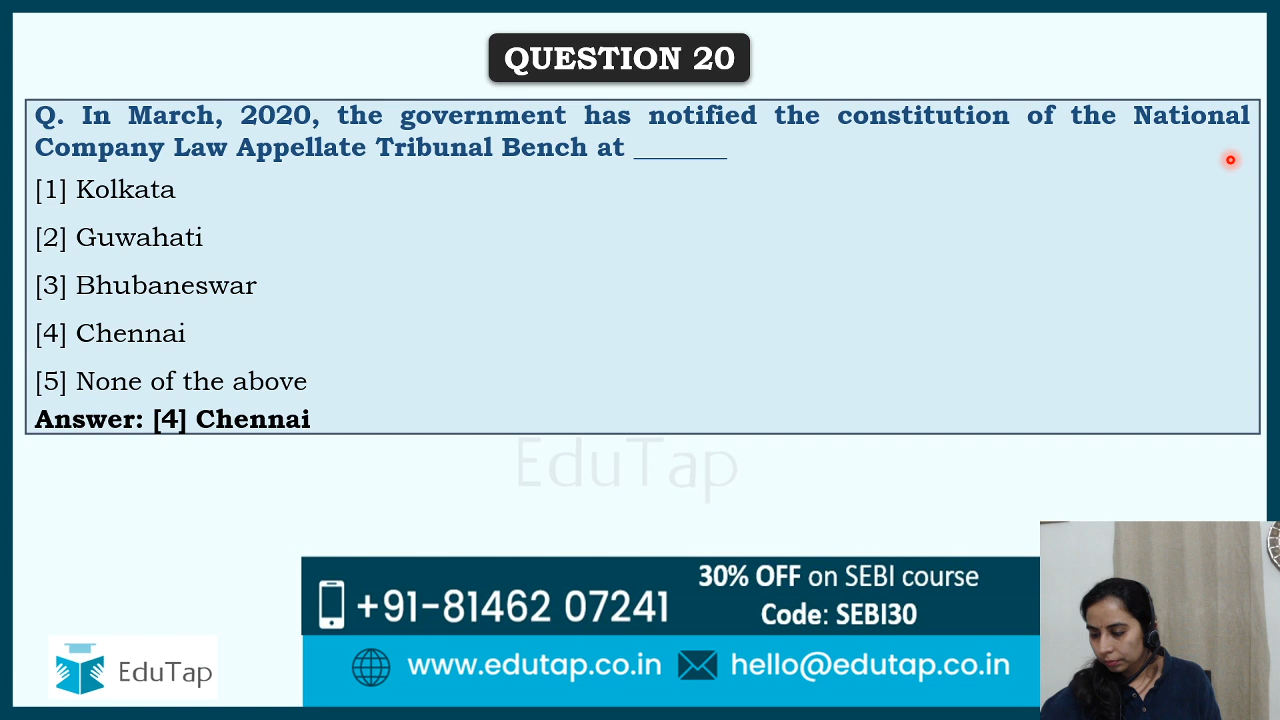 QUESTION 20
Q. In March, 2020, the government has notified the constitution of the National
Company Law Appellate Tribunal Bench at _______
[1] Kolkata
[2] Guwahati
[3] Bhubaneswar
[4] Chennai
[5] None of the above
Answer: [4] Chennai
EduTap
30% OFF on SEBI course
+91-81462 07241
Code: SEBI30
EduTap
www.edutap.co.in
hello@edutap.co.in